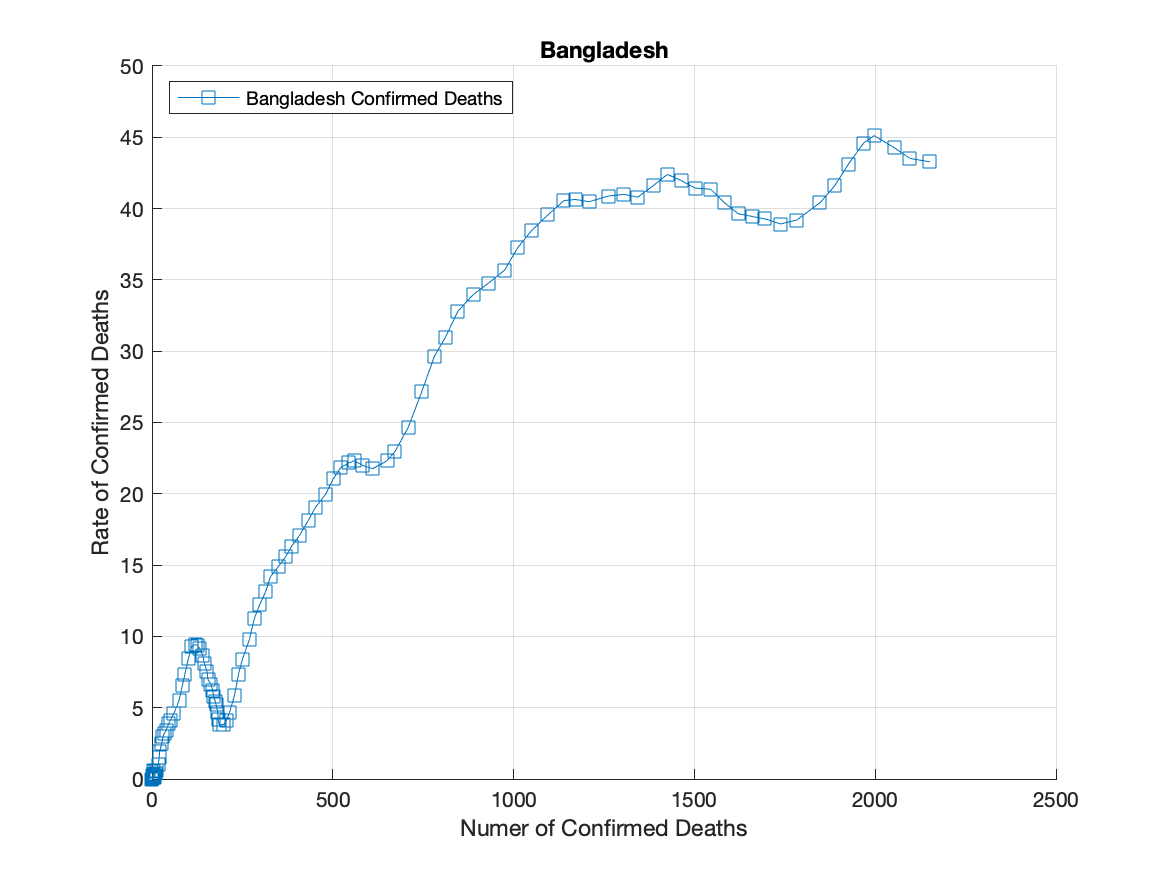 Bangladesh
Bangladesh Confirmed Deaths
50
45
40
35
30
25
20
15
10
5
0
Rate of Confirmed Deaths
0 500 1000 1500 2000 2500
Numer of Confirmed Deaths